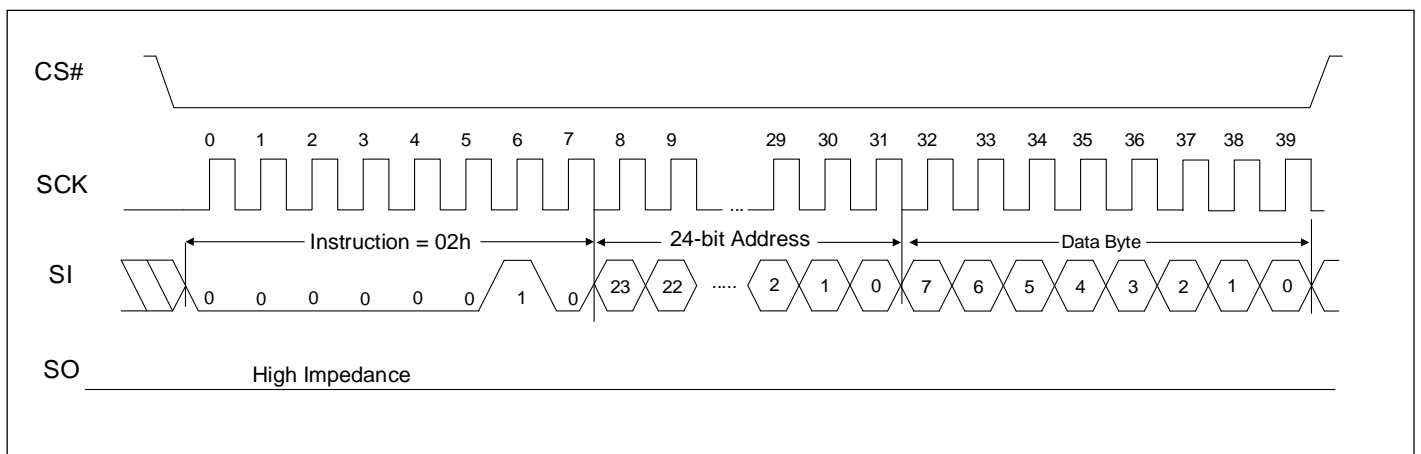 CS#
0 1 2 3 4 5 6 7 8 9 29 30 31 32 33 34 35 36 37 38 39
SCK
...
Instruction = 02h 24-bit Address Data Byte
SI
0 0 0 0 0 0 1 0 23 22 ..... 2 1 0 7 6 5 4 3 2 1 0
SO
High Impedance